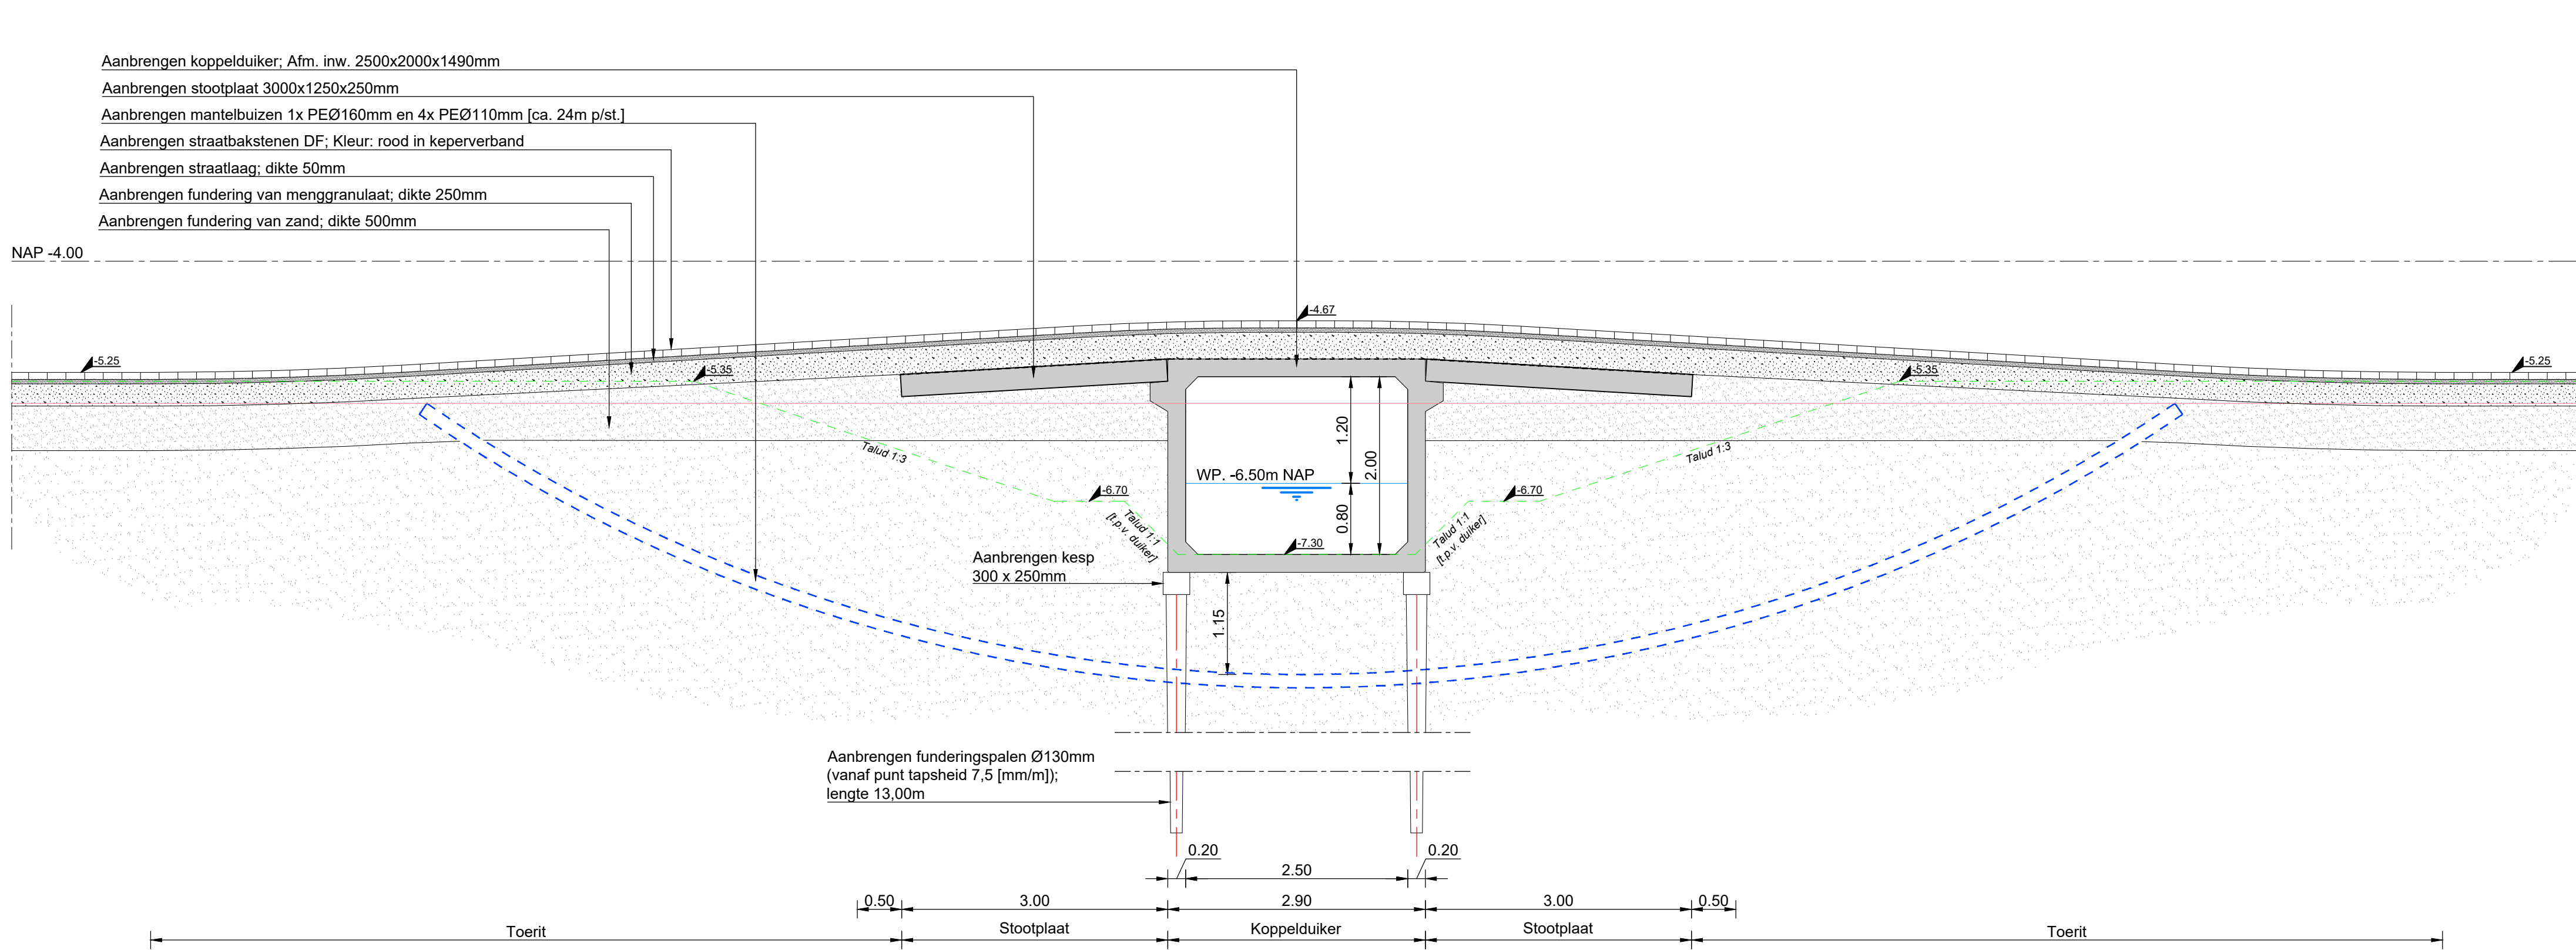 Aanbrengen koppelduiker; Afm. inw. 2500x2000x1490mm
Aanbrengen stootplaat 3000x1250x250mm
Aanbrengen mantelbuizen 1x PEØ160mm en 4x PEØ110mm [ca. 24m p/st.]
Aanbrengen straatbakstenen DF; Kleur: rood in keperverband
Aanbrengen straatlaag; dikte 50mm
Aanbrengen fundering van menggranulaat; dikte 250mm
Aanbrengen fundering van zand; dikte 500mm
NAP -4.00
-4.67
-5.25
-5.35
-5.35
-5.25
1.20
2.00
Talud 1:3
Talud 1:3
WP. -6.50m NAP
-6.70
-6.70
0.80
Talud 1:1
[t.p.v. duiker]
Talud 1:1
[t.p.v. duiker]
-7.30
Aanbrengen kesp
300 x 250mm
1.15
Aanbrengen funderingspalen Ø130mm
(vanaf punt tapsheid 7,5 [mm/m]);
lengte 13,00m
0.20
0.20
2.50
0.50
3.00
2.90
3.00
0.50
Toerit
Stootplaat
Koppelduiker
Stootplaat
Toerit